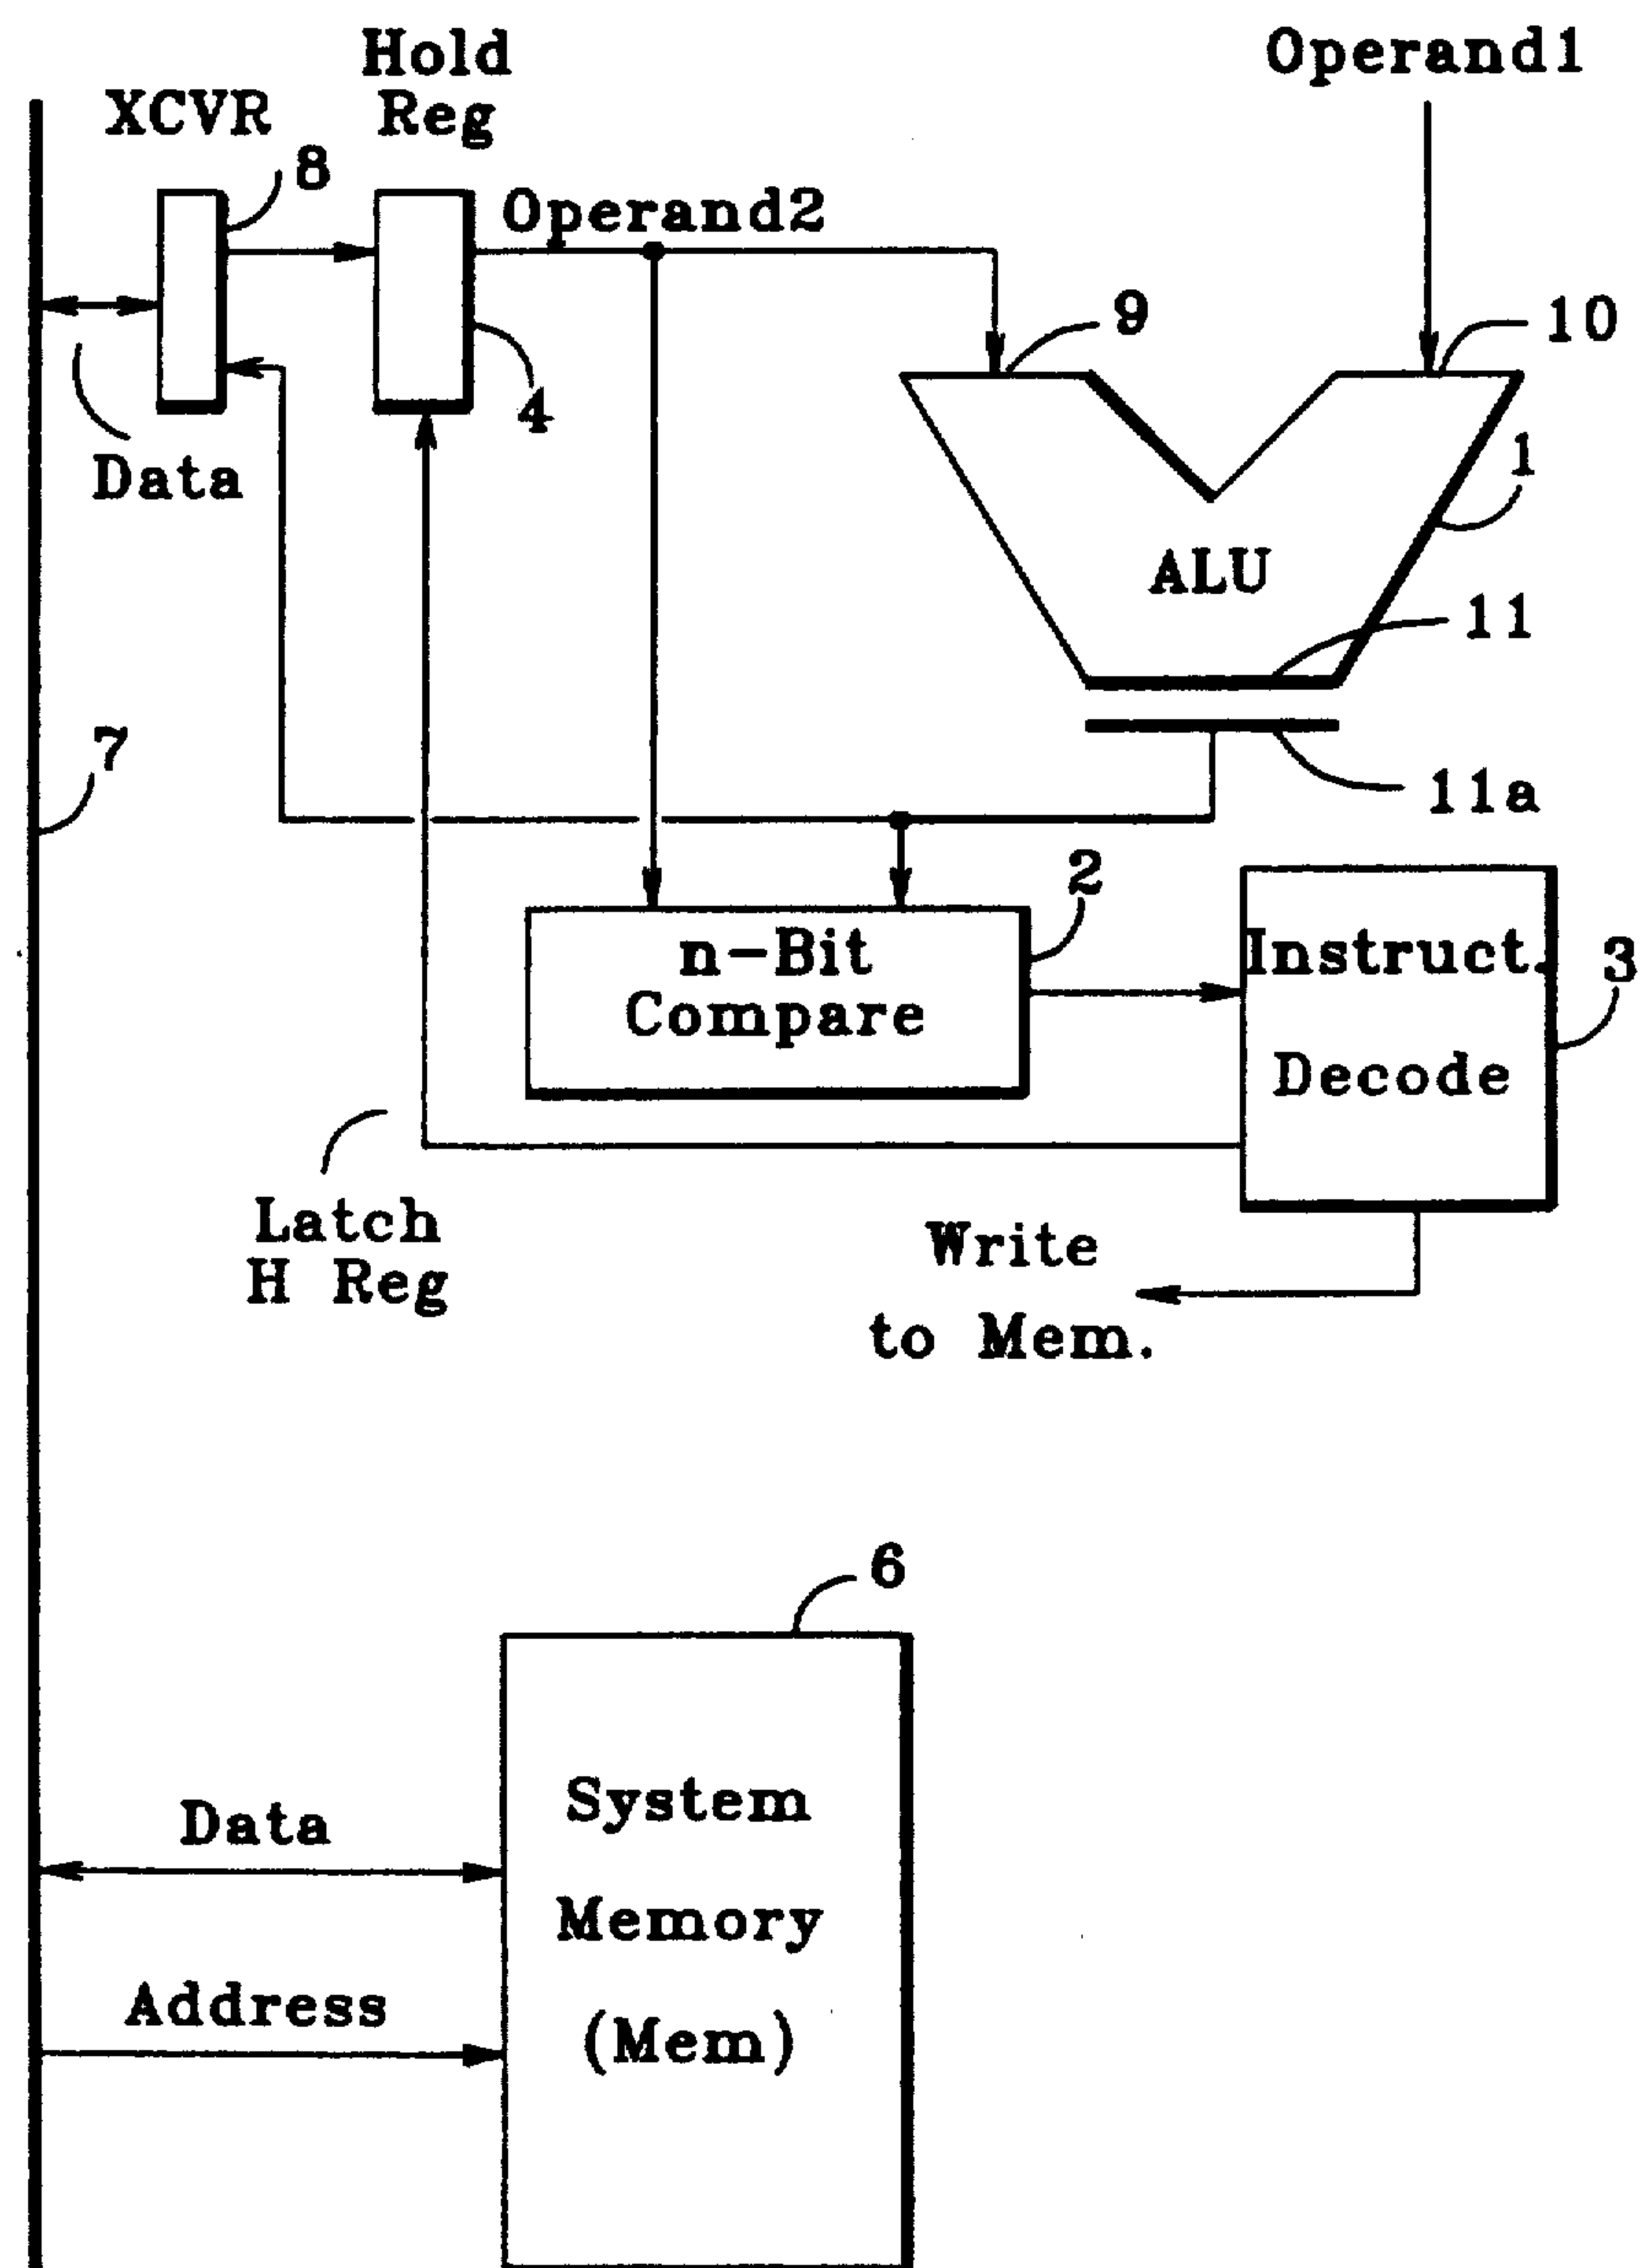 Hold
Reg
Operand1
XCVR
8
Operand2
9
10
4
Data
1
ALU
11
7
11a
2
n-Bit
Compare
Instruct.
3
Decode
Latch
H Reg
Write
to Mem.
6
System
Data
Memory
Address
(Mem)